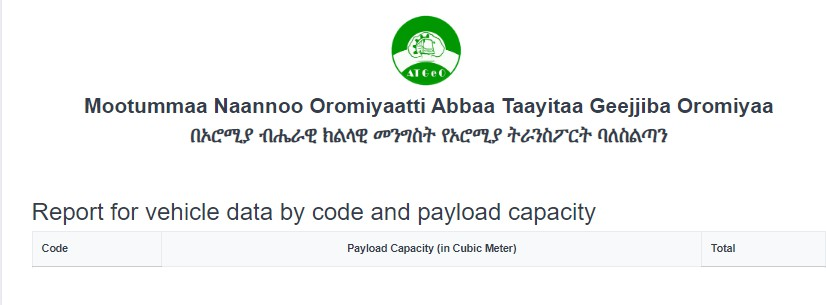 ATGeO
Mootummaa Naannoo Oromiyaatti Abbaa Taayitaa Geejjiba Oromiyaa
በኦሮሚያ ብሔራዊ ክልላዊ መንግስት የኦሮሚያ ትራንስፖርት ባለስልጣን
Report for vehicle data by code and payload capacity
Code Payload Capacity (in Cubic Meter) Total